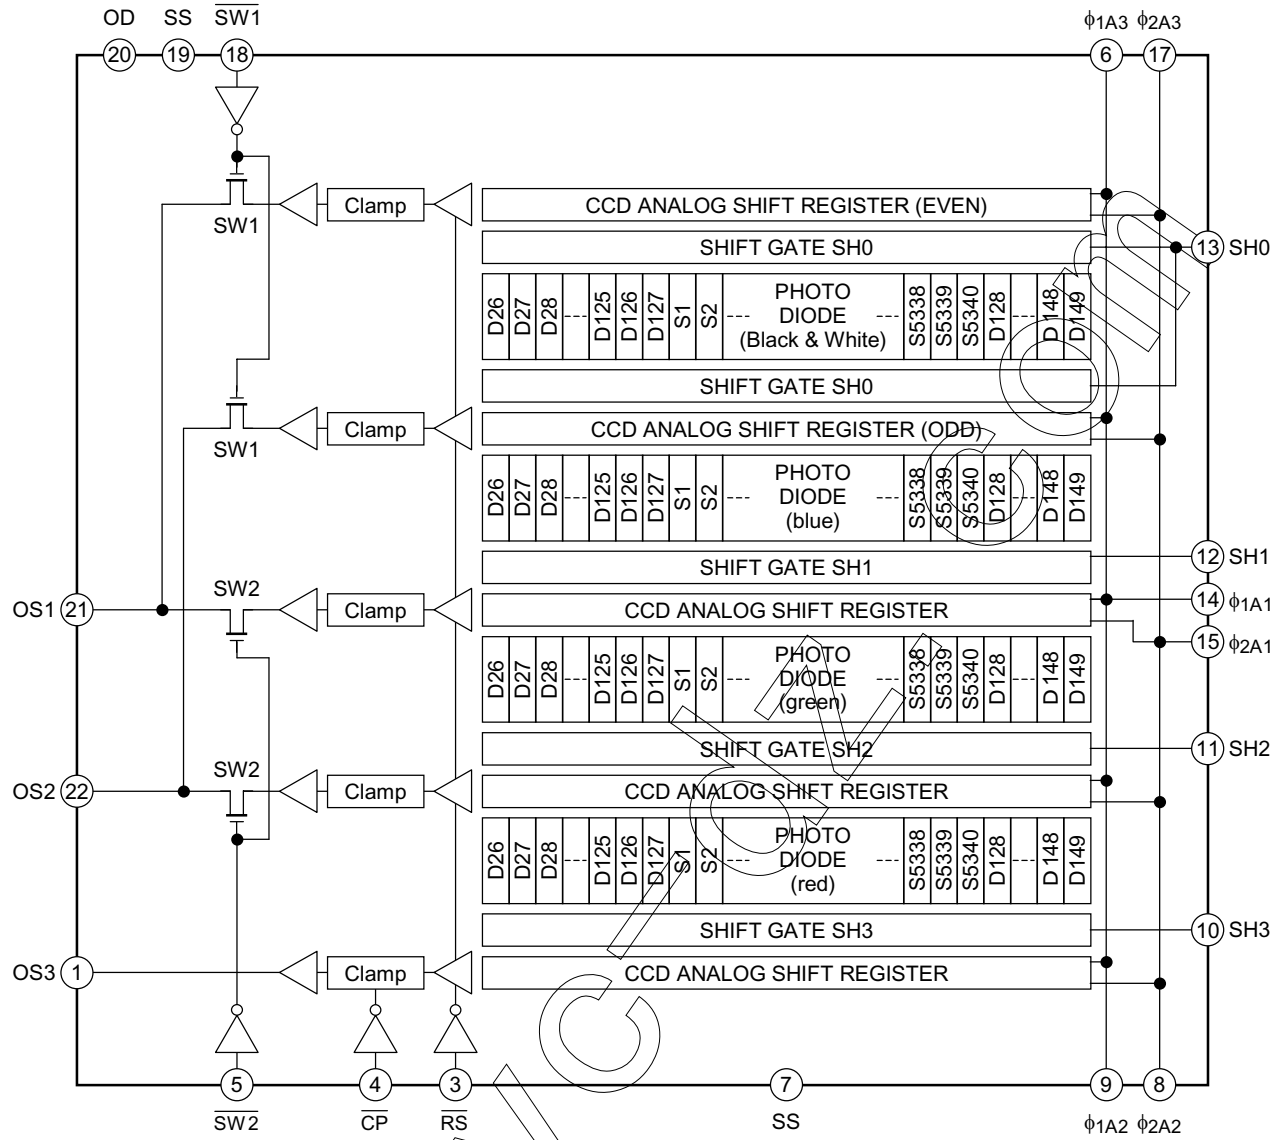 OD SS S̅W̅1̅ ϕ1A3 ϕ2A3
20 19 18 6 17
CCD ANALOG SHIFT REGISTER (EVEN)
Clamp
SW1
SHIFT GATE SH0
13 SH0
D26 D27 D28 --- D125 D126 D127 S1 S2 --- PHOTO DIODE (Black & White) --- S5338 S5339 S5340 D128 --- D148 D149
SHIFT GATE SH0
CCD ANALOG SHIFT REGISTER (ODD)
Clamp
SW1
D26 D27 D28 --- D125 D126 D127 S1 S2 --- PHOTO DIODE (blue) --- S5338 S5339 S5340 D128 --- D148 D149
SHIFT GATE SH1
12 SH1
SW2
OS1 21
Clamp
CCD ANALOG SHIFT REGISTER
14 ϕ1A1
15 ϕ2A1
D26 D27 D28 --- D125 D126 D127 S1 S2 --- PHOTO DIODE (green) --- S5338 S5339 S5340 D128 --- D148 D149
SHIFT GATE SH2
11 SH2
SW2
OS2 22
Clamp
CCD ANALOG SHIFT REGISTER
D26 D27 D28 --- D125 D126 D127 S1 S2 --- PHOTO DIODE (red) --- S5338 S5339 S5340 D128 --- D148 D149
SHIFT GATE SH3
10 SH3
OS3 1
Clamp
CCD ANALOG SHIFT REGISTER
5 4 3 7 9 8
S̅W̅2̅ C̅P̅ R̅S̅ SS ϕ1A2 ϕ2A2